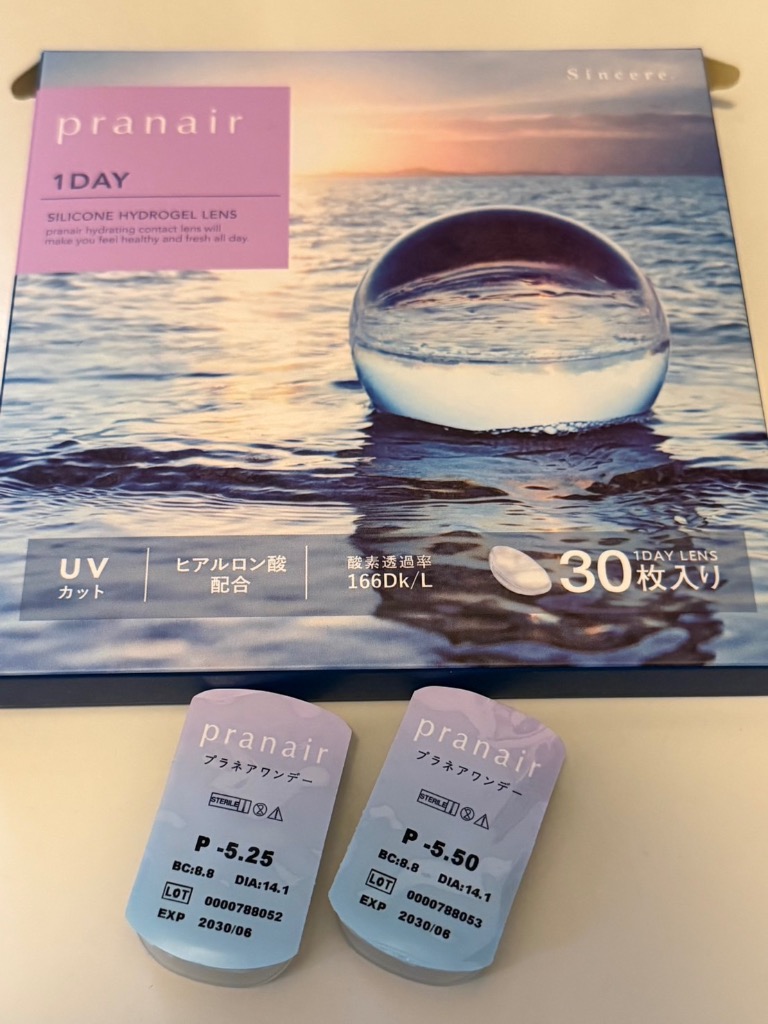 Sincere
pranair
1DAY
SILICONE HYDROGEL LENS
pranair hydrating contact lens will
make you feel healthy and fresh all day.
UV
カット
ヒアルロン酸
配合
酸素透過率
166Dk/L
1DAY LENS
30枚入り
pranair
プラネアワンデー
STERILE
P -5.25
BC:8.8 DIA:14.1
LOT 0000788052
EXP 2030/06
pranair
プラネアワンデー
STERILE
P -5.50
BC:8.8 DIA:14.1
LOT 0000788053
EXP 2030/06